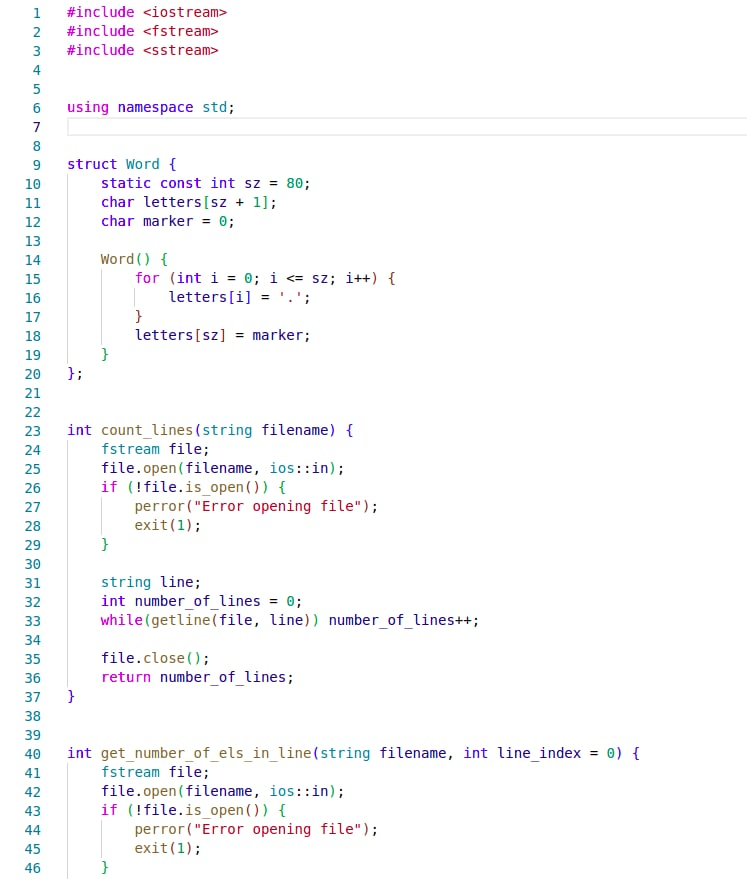 1 #include <iostream>
2 #include <fstream>
3 #include <sstream>
4
5
6 using namespace std;
7
8
9 struct Word {
10     static const int sz = 80;
11     char letters[sz + 1];
12     char marker = 0;
13
14     Word() {
15         for (int i = 0; i <= sz; i++) {
16             letters[i] = '.';
17         }
18         letters[sz] = marker;
19     }
20 };
21
22
23 int count_lines(string filename) {
24     fstream file;
25     file.open(filename, ios::in);
26     if (!file.is_open()) {
27         perror("Error opening file");
28         exit(1);
29     }
30
31     string line;
32     int number_of_lines = 0;
33     while(getline(file, line)) number_of_lines++;
34
35     file.close();
36     return number_of_lines;
37 }
38
39
40 int get_number_of_els_in_line(string filename, int line_index = 0) {
41     fstream file;
42     file.open(filename, ios::in);
43     if (!file.is_open()) {
44         perror("Error opening file");
45         exit(1);
46     }